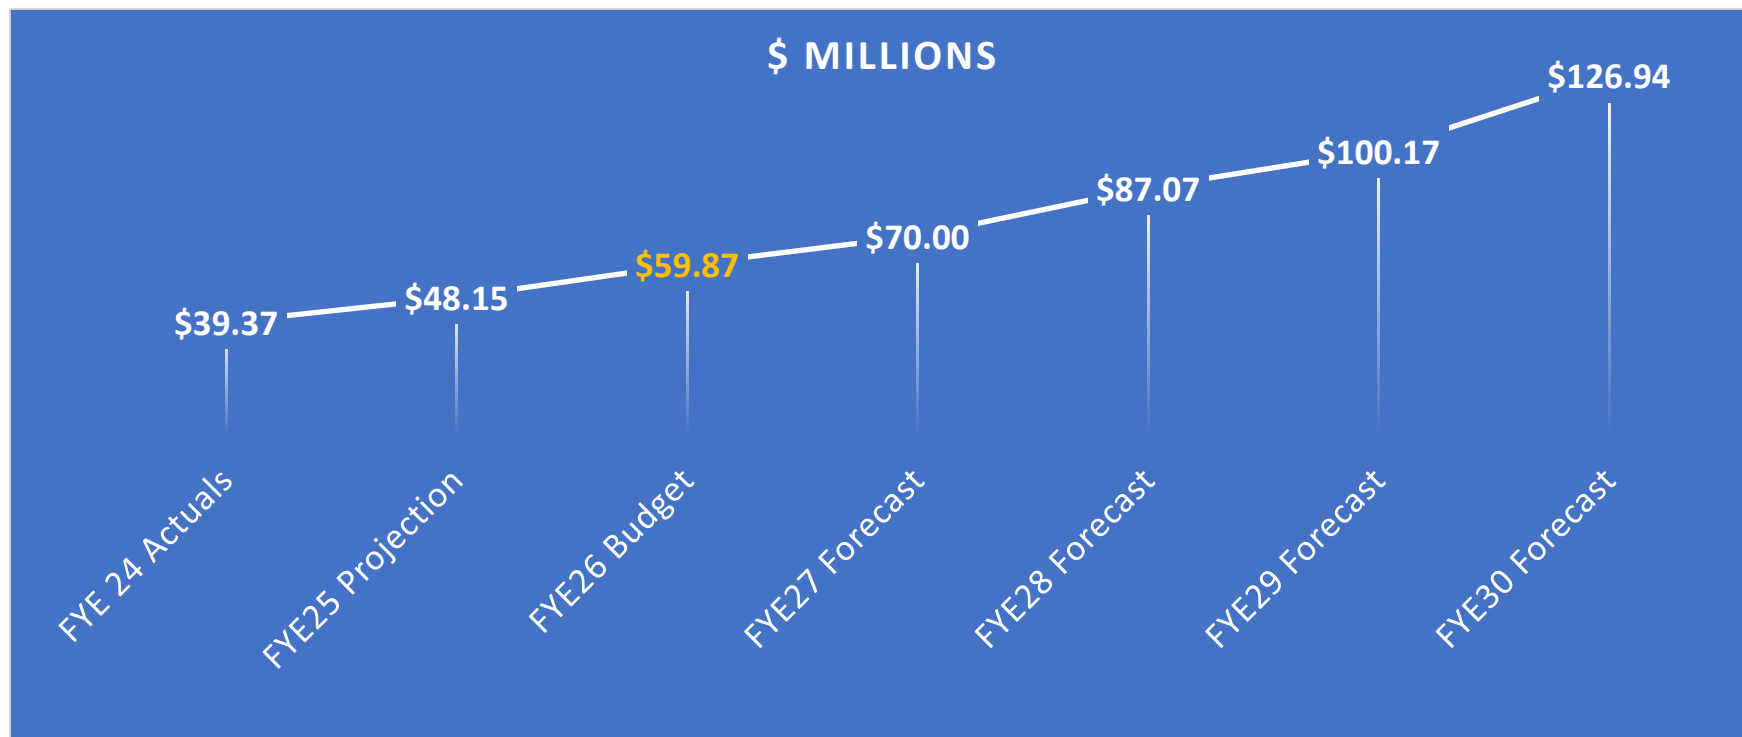 $ MILLIONS
$39.37
$48.15
$59.87
$70.00
$87.07
$100.17
$126.94
FYE 24 Actuals
FYE25 Projection
FYE26 Budget
FYE27 Forecast
FYE28 Forecast
FYE29 Forecast
FYE30 Forecast